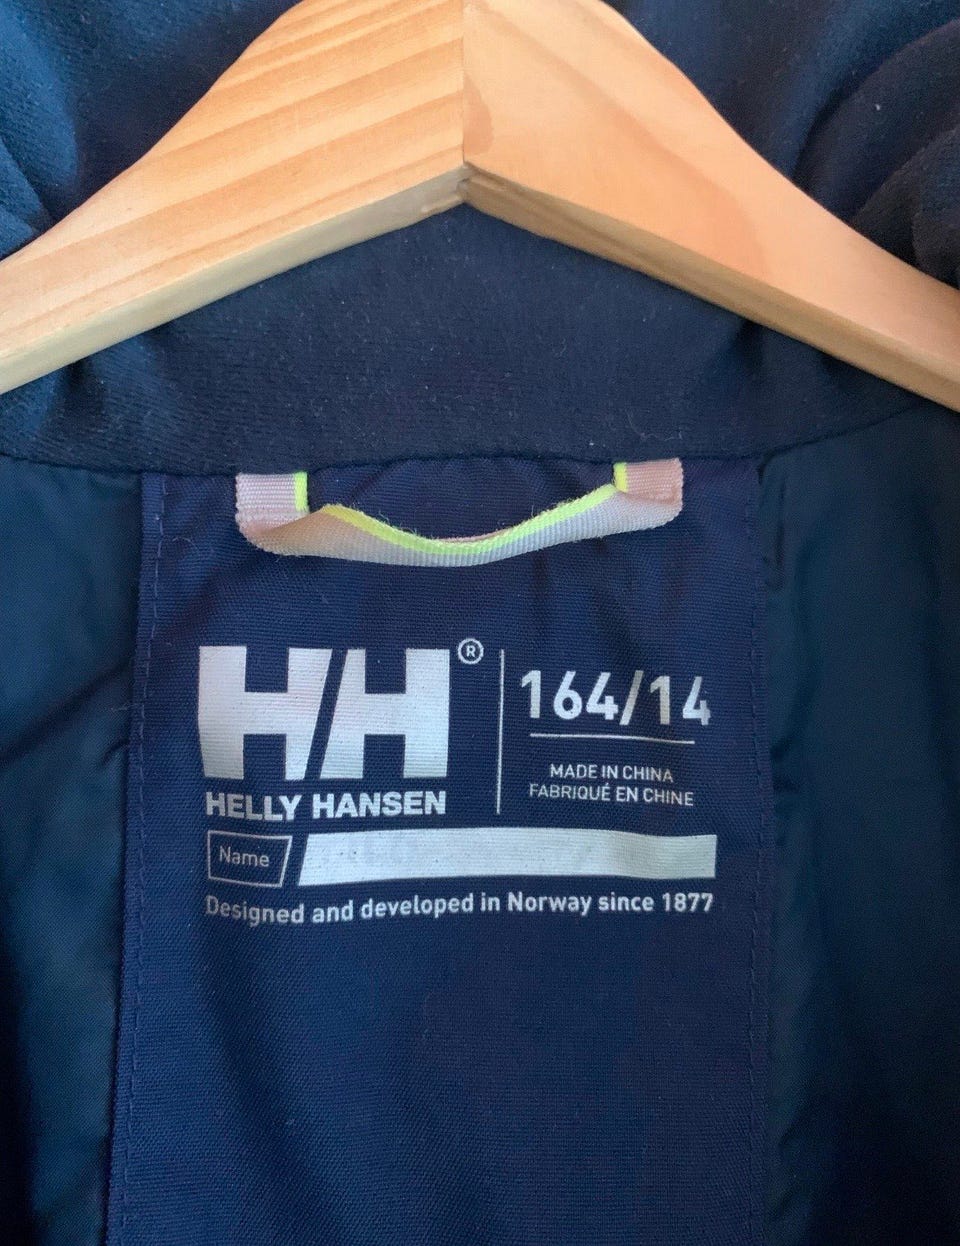 HH®
HELLY HANSEN
164/14
MADE IN CHINA
FABRIQUÉ EN CHINE
Name
Designed and developed in Norway since 1877